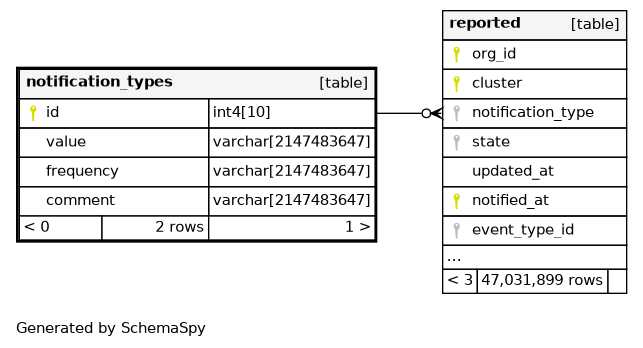 notification_types [table]
id int4[10]
value varchar[2147483647]
frequency varchar[2147483647]
comment varchar[2147483647]
< 0 2 rows 1 >
reported [table]
org_id
cluster
notification_type
state
updated_at
notified_at
event_type_id
...
< 3 47,031,899 rows
Generated by SchemaSpy